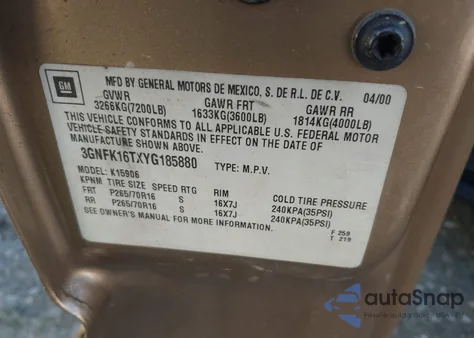 GM
MFD BY GENERAL MOTORS DE MEXICO, S. DE R.L. DE C.V. 04/00
GVWR GAWR FRT GAWR RR
3266KG(7200LB) 1633KG(3600LB) 1814KG(4000LB)
THIS VEHICLE CONFORMS TO ALL APPLICABLE U.S. FEDERAL MOTOR
VEHICLE SAFETY STANDARDS IN EFFECT ON THE DATE OF
MANUFACTURE SHOWN ABOVE.
3GNFK16TXYG185880 TYPE: M.P.V.
MODEL: K15906
KPNM. TIRE SIZE SPEED RTG RIM COLD TIRE PRESSURE
FRT P265/70R16 S 16X7J 240KPA(35PSI)
RR P265/70R16 S 16X7J 240KPA(35PSI)
SEE OWNER'S MANUAL FOR MORE INFORMATION.
F 259
T 219
autaSnap